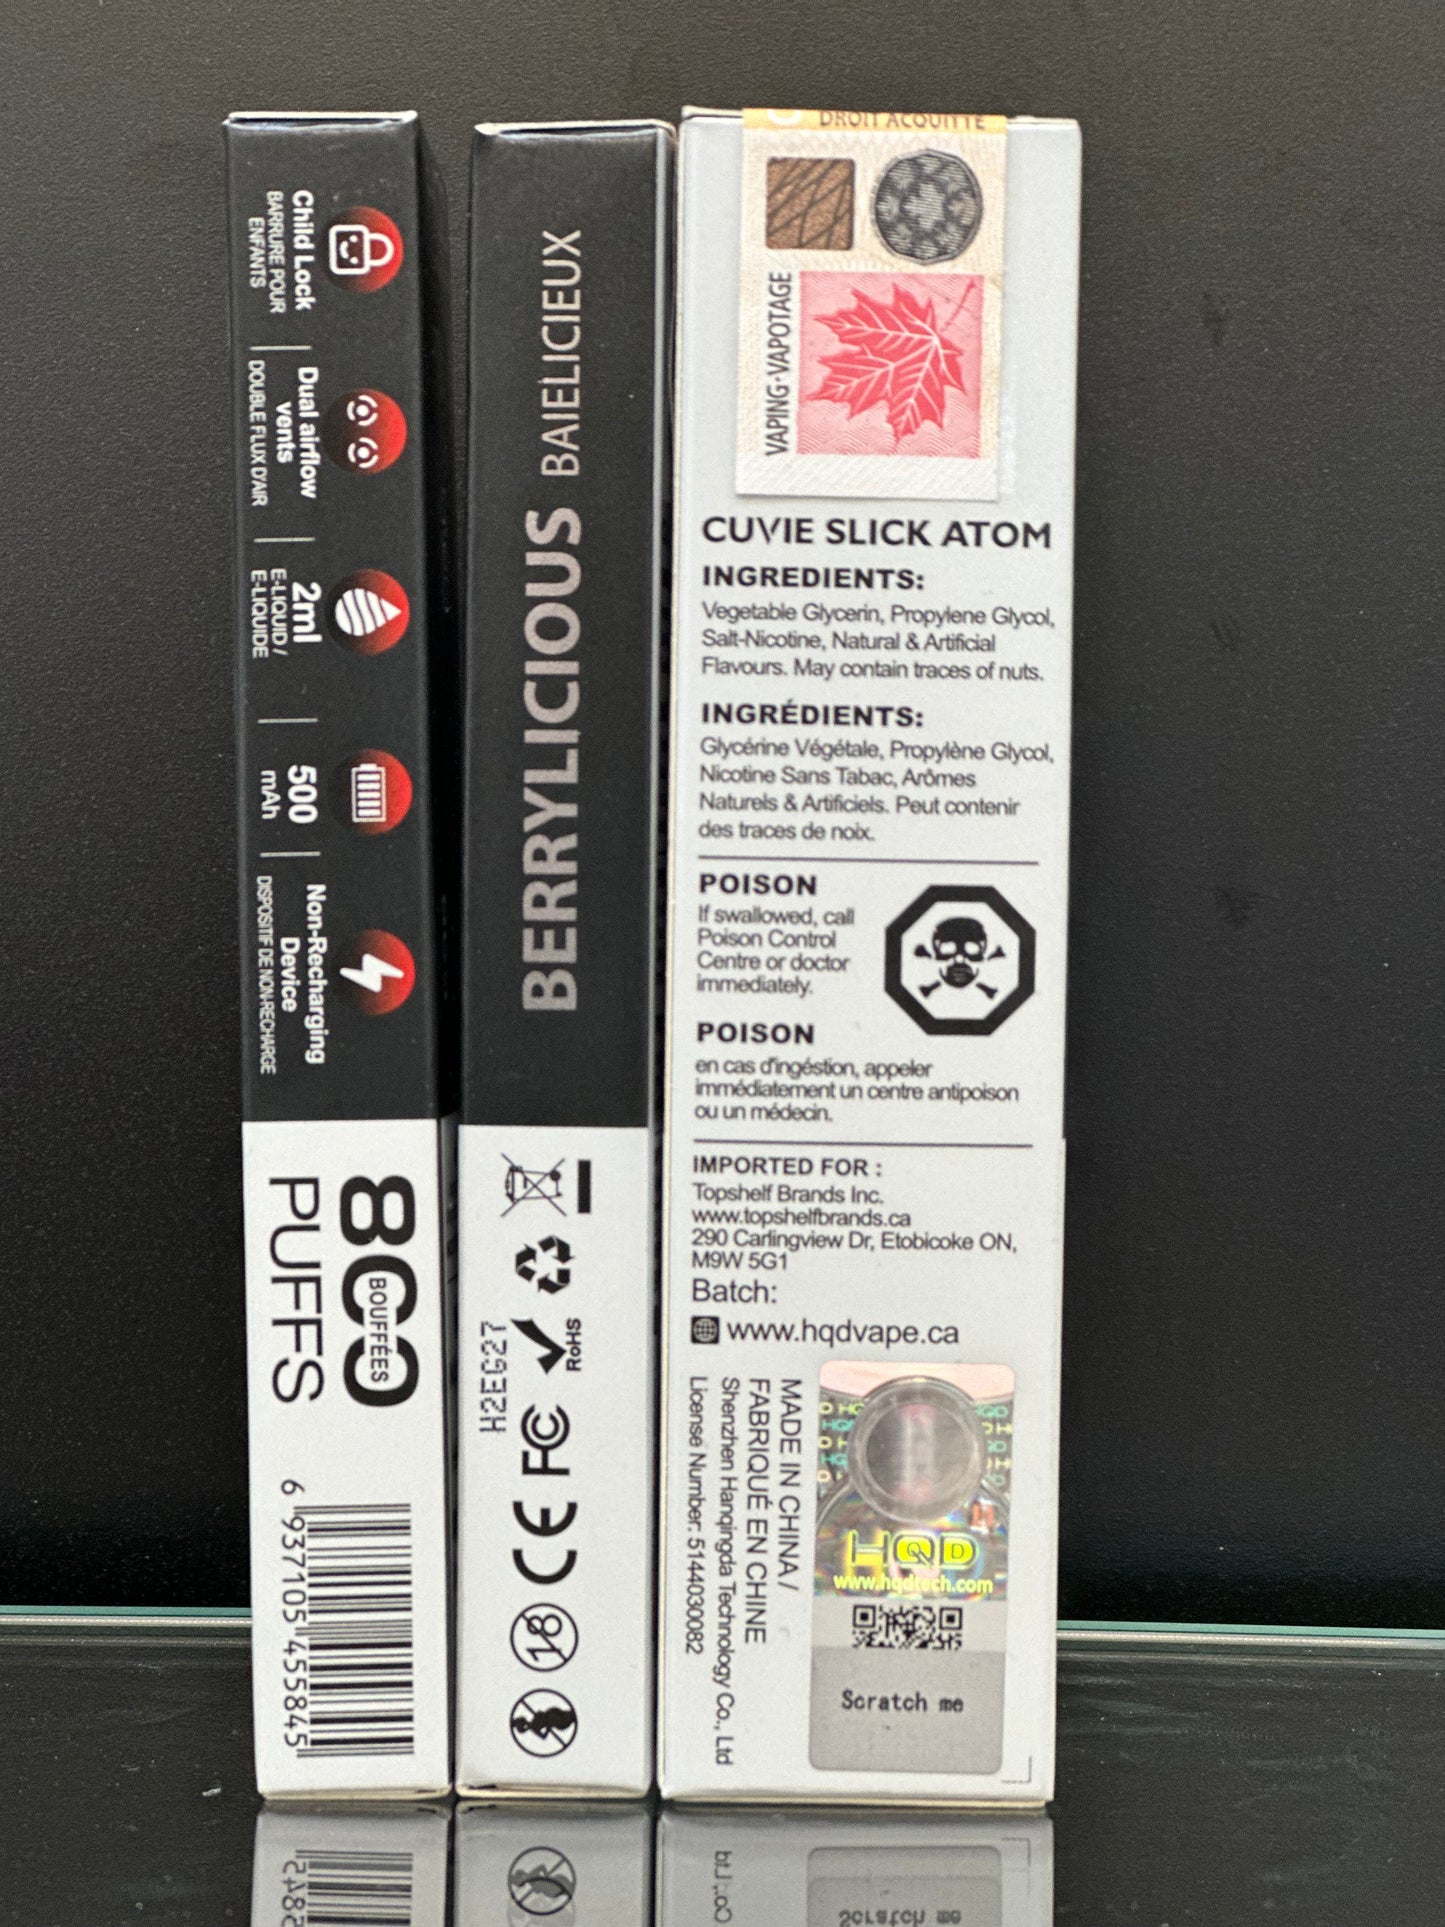 Child Lock
BARRURE POUR
ENFANTS
Dual airflow
vents
DOUBLE FLUX D'AIR
2ml
E-LIQUID /
E-LIQUIDE
500
mAh
Non-Recharging
Device
DISPOSITIF DE NON-RECHARGE
800
BOUFFÉES
PUFFS
6 937105 455845
BERRYLICIOUS BAIELICIEUX
RoHS
FC
CE
18
DROIT ACQUITTÉ
VAPING·VAPOTAGE
CUVIE SLICK ATOM
INGREDIENTS:
Vegetable Glycerin, Propylene Glycol,
Salt-Nicotine, Natural & Artificial
Flavours. May contain traces of nuts.
INGRÉDIENTS:
Glycérine Végétale, Propylène Glycol,
Nicotine Sans Tabac, Arômes
Naturels & Artificiels. Peut contenir
des traces de noix.
POISON
If swallowed, call
Poison Control
Centre or doctor
immediately.
POISON
en cas d'ingéstion, appeler
immédiatement un centre antipoison
ou un médecin.
IMPORTED FOR :
Topshelf Brands Inc.
www.topshelfbrands.ca
290 Carlingview Dr, Etobicoke ON,
M9W 5G1
Batch:
www.hqdvape.ca
MADE IN CHINA /
FABRIQUÉ EN CHINE
Shenzhen Hanqingda Technology Co., Ltd
License Number: 5144030082
HQD
www.hqdtech.com
Scratch me